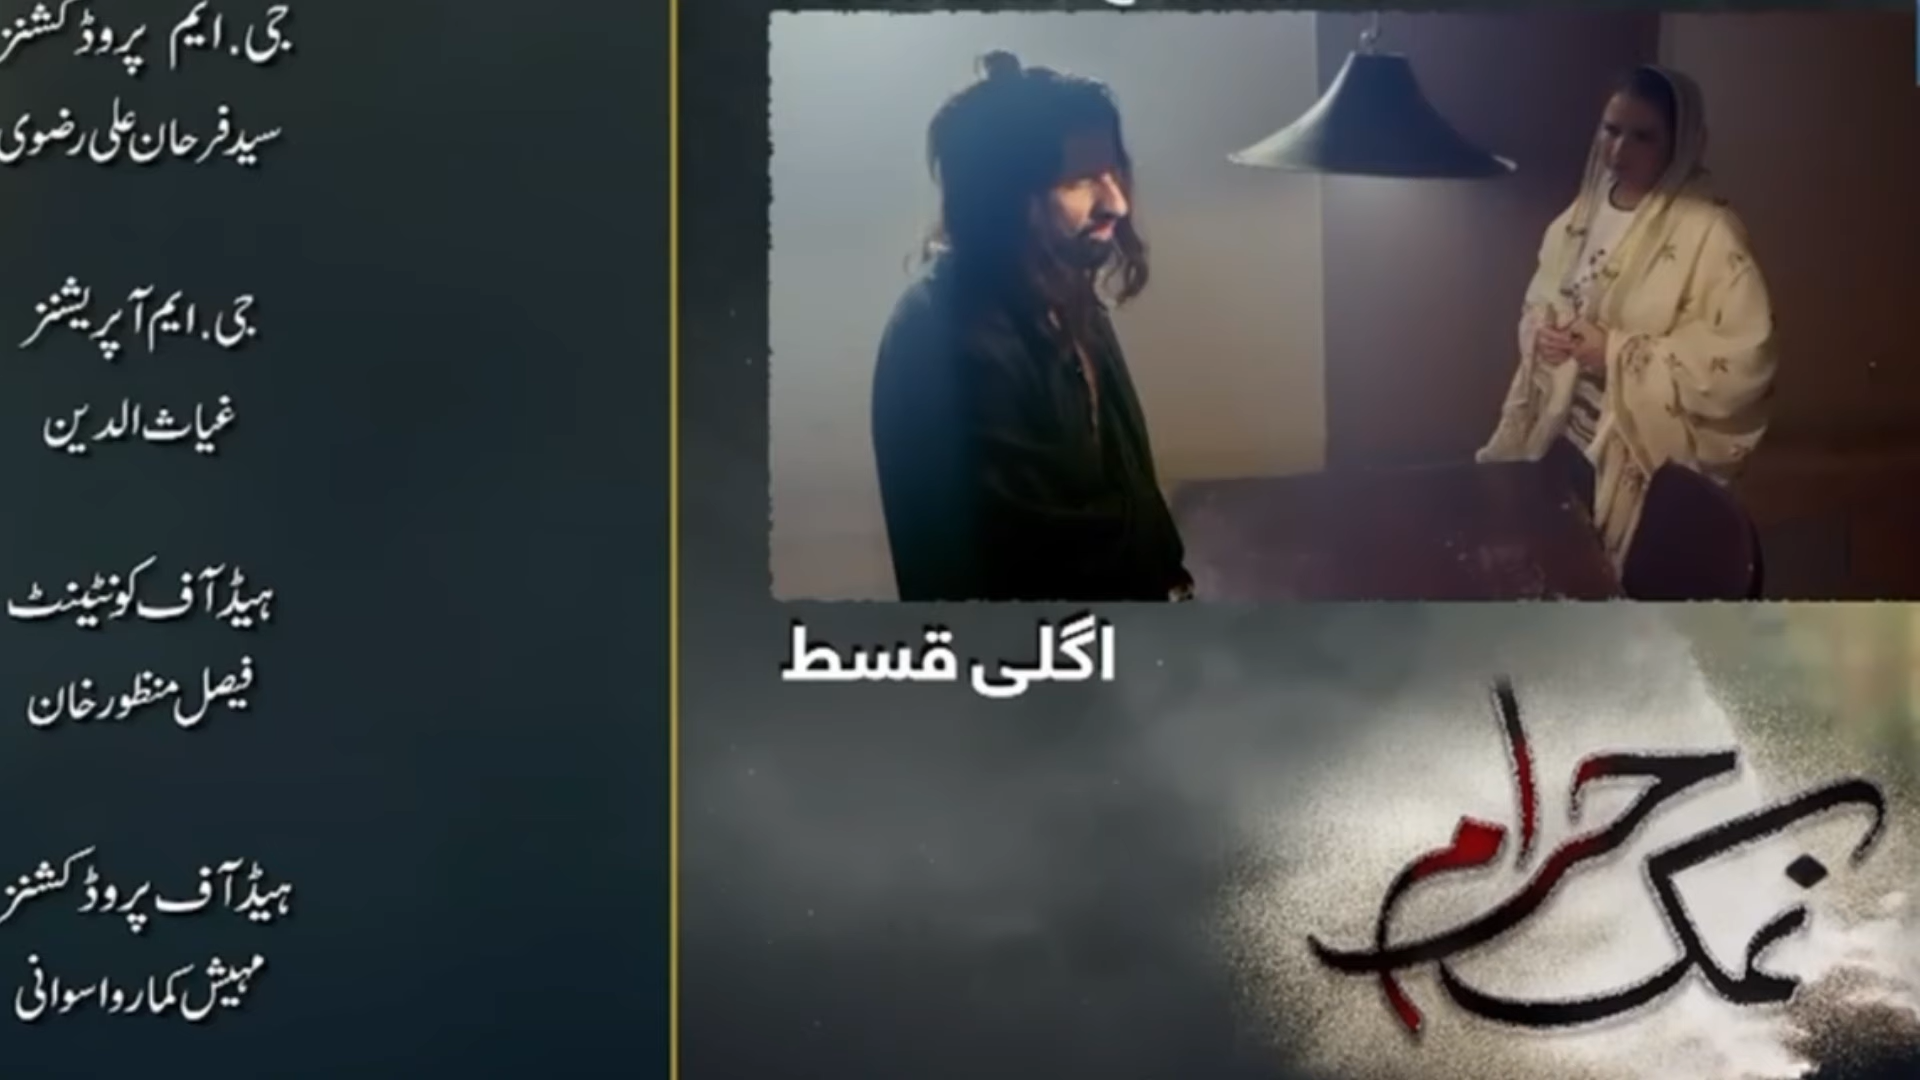 جی.ایم پروڈکشنز
سید فرحان علی رضوی
جی.ایم آپریشنز
غیاث الدین
ہیڈ آف کونٹینٹ
فیصل منظور خان
ہیڈ آف پروڈکشنز
مہیش کمار واسوانی
اگلی قسط
نمک حرام